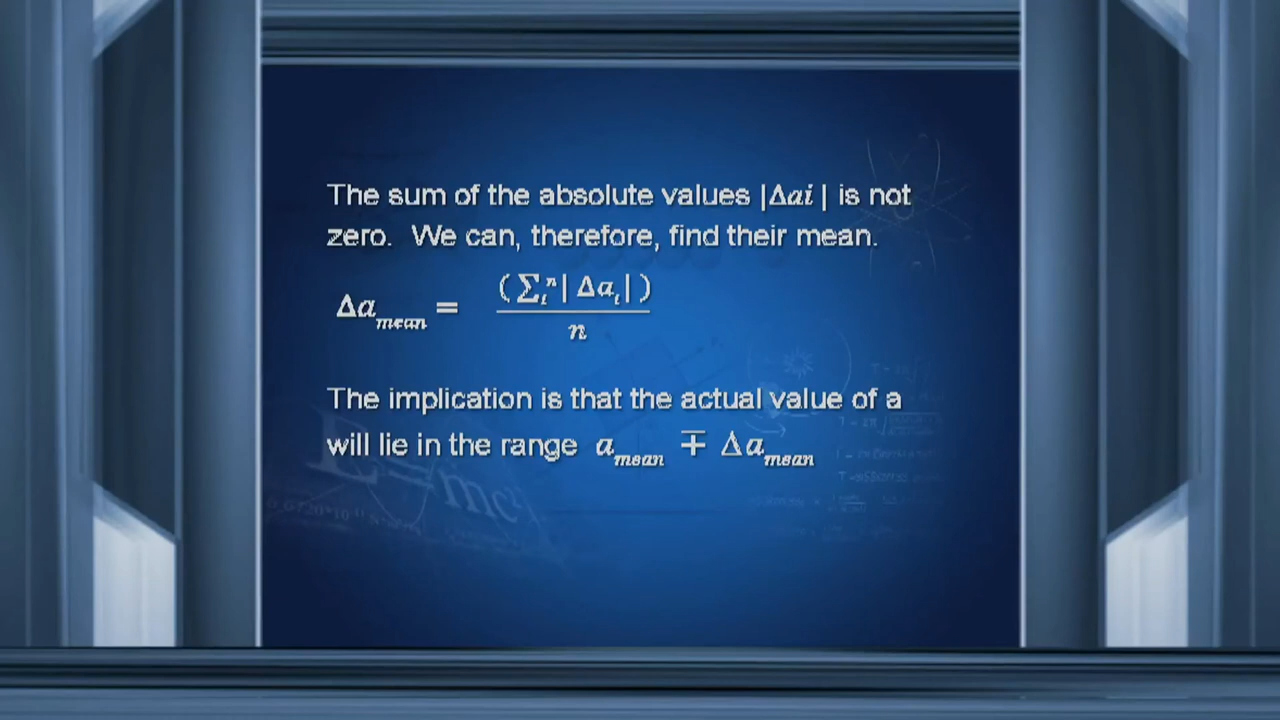 The sum of the absolute values |Δai | is not
zero. We can, therefore, find their mean.
Δa_mean = (∑_i^n | Δa_i| ) / n
The implication is that the actual value of a
will lie in the range a_mean ∓ Δa_mean
mc²